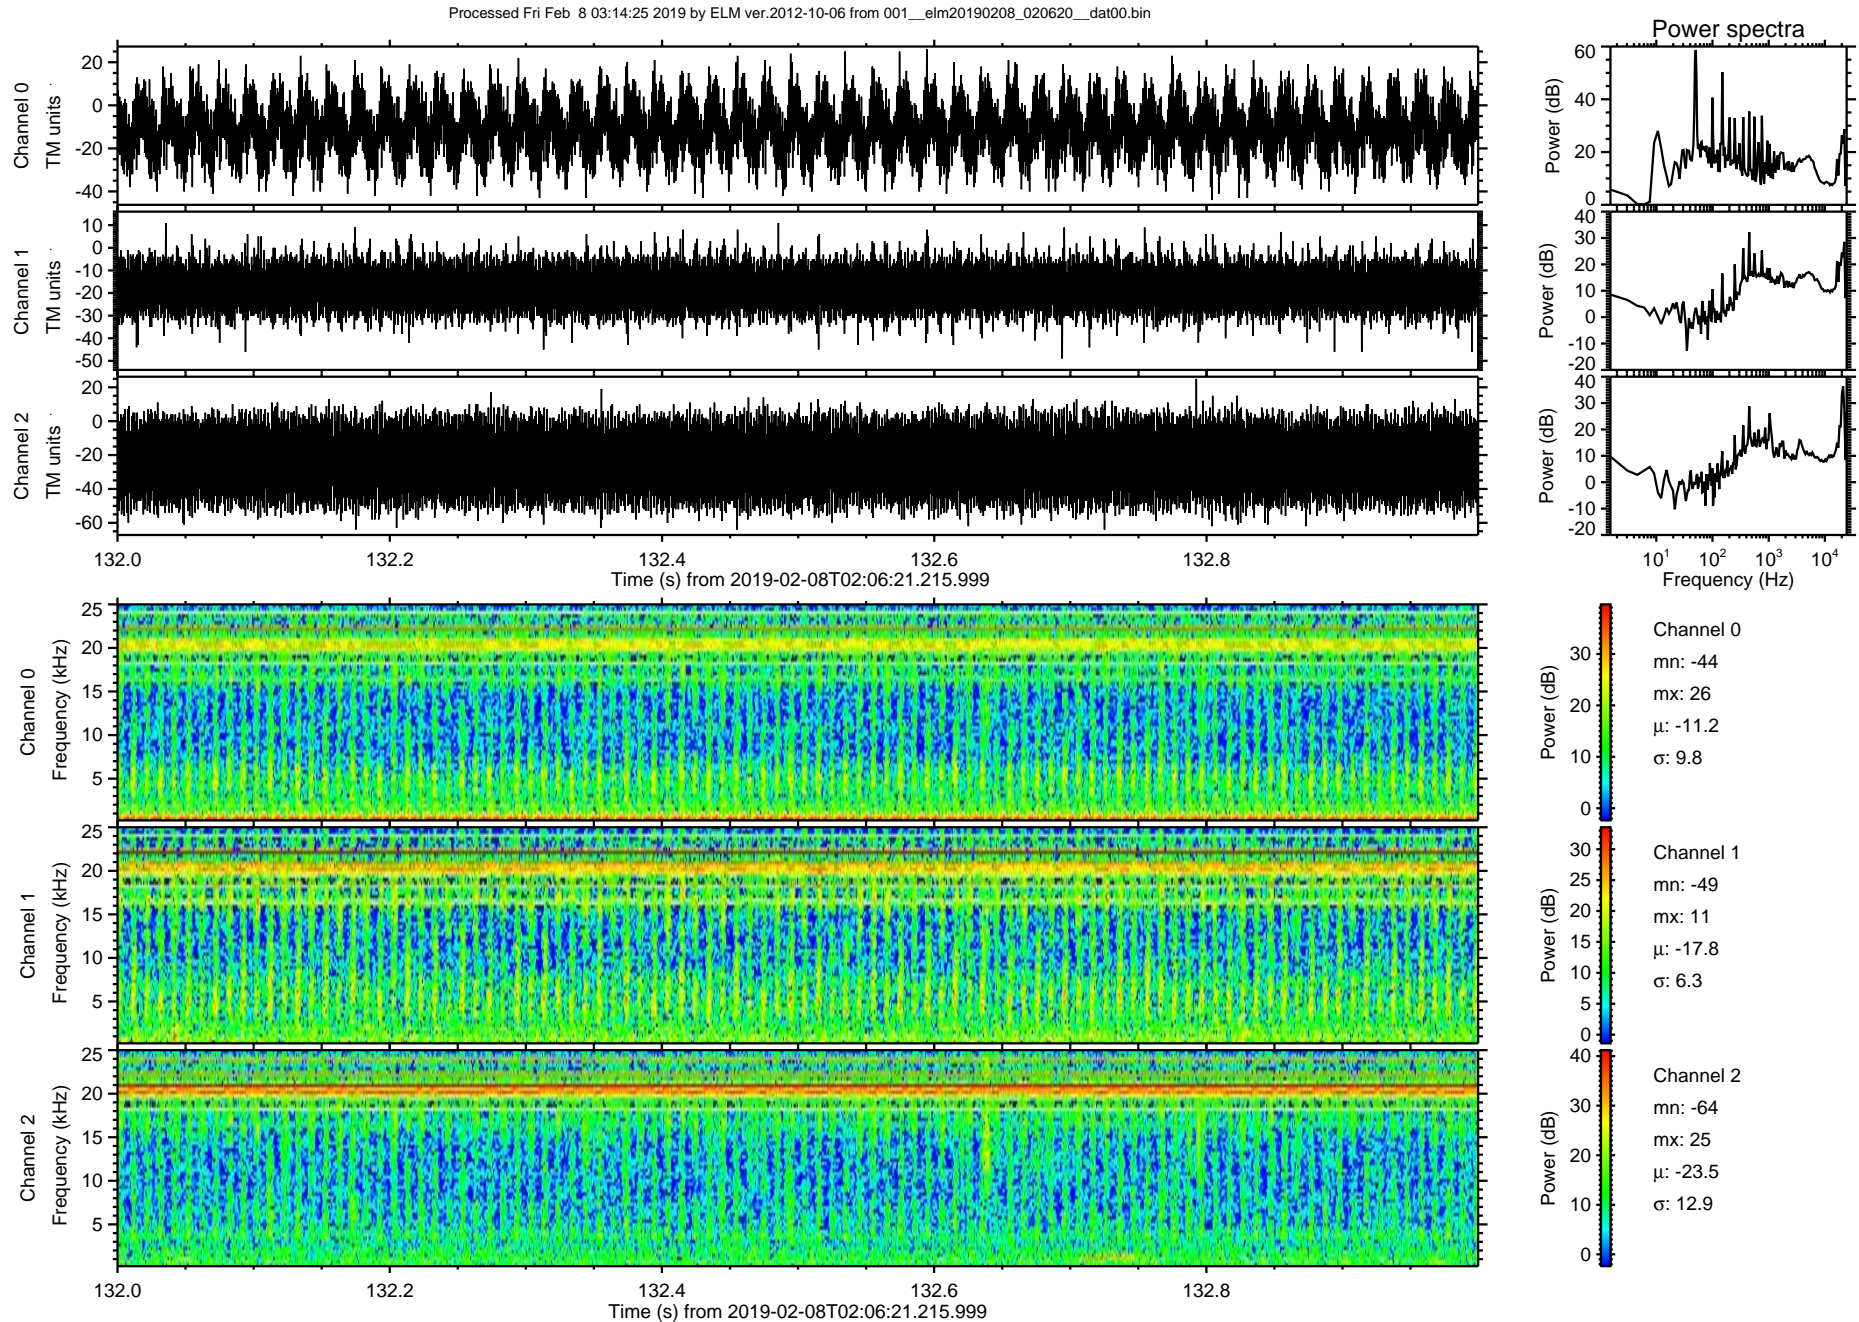 Processed Fri Feb  8 03:14:25 2019 by ELM ver.2012-10-06 from 001__elm20190208_020620__dat00.bin
Power spectra
Channel 0
TM units
20
0
-20
-40
Power (dB)
60
40
20
0
Channel 1
TM units
10
0
-10
-20
-30
-40
-50
Power (dB)
40
30
20
10
0
-10
-20
Channel 2
TM units
20
0
-20
-40
-60
Power (dB)
40
30
20
10
0
-10
-20
132.0 132.2 132.4 132.6 132.8
Time (s) from 2019-02-08T02:06:21.215.999
10¹ 10² 10³ 10⁴
Frequency (Hz)
Channel 0
Frequency (kHz)
25
20
15
10
5
Power (dB)
30
20
10
0
Channel 0
mn: -44
mx: 26
μ: -11.2
σ: 9.8
Channel 1
Frequency (kHz)
25
20
15
10
5
Power (dB)
30
25
20
15
10
5
0
Channel 1
mn: -49
mx: 11
μ: -17.8
σ: 6.3
Channel 2
Frequency (kHz)
25
20
15
10
5
Power (dB)
40
30
20
10
0
Channel 2
mn: -64
mx: 25
μ: -23.5
σ: 12.9
132.0 132.2 132.4 132.6 132.8
Time (s) from 2019-02-08T02:06:21.215.999